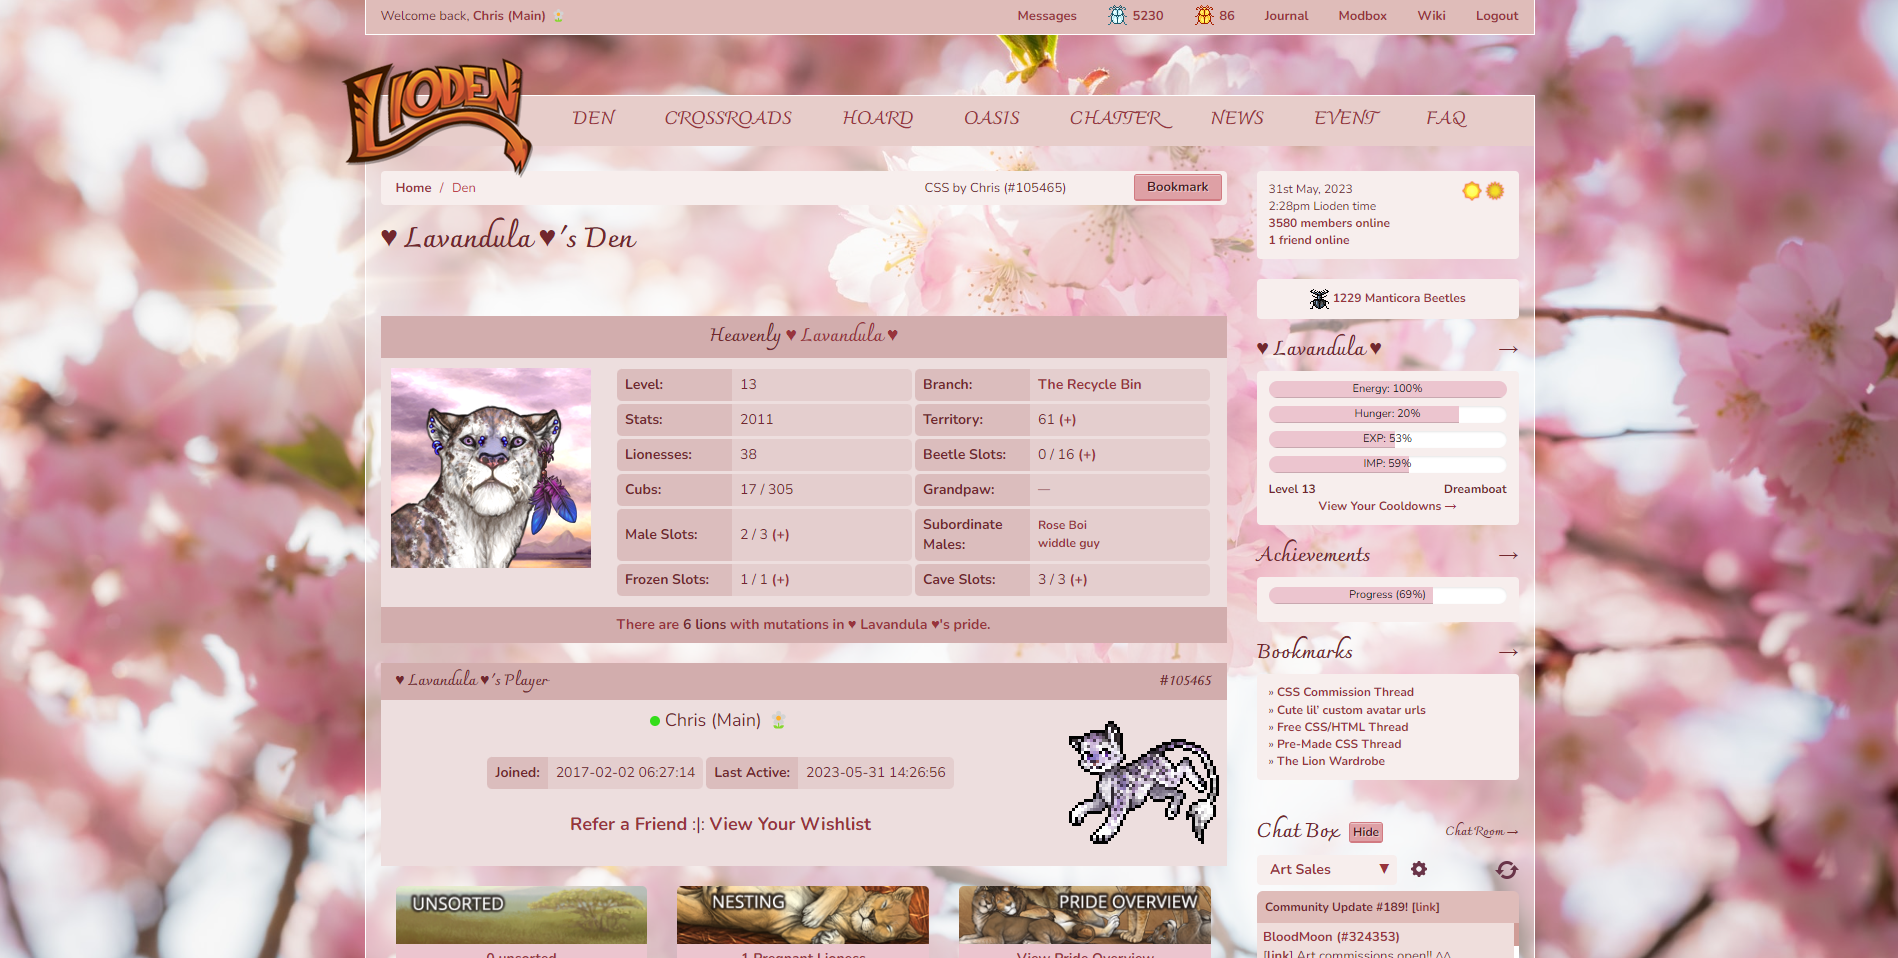 Welcome back, Chris (Main)
Messages
5230
86
Journal
Modbox
Wiki
Logout
LIODEN
DEN
CROSSROADS
HOARD
OASIS
CHATTER
NEWS
EVENT
FAQ
Home / Den
CSS by Chris (#105465)
Bookmark
♥ Lavandula ♥'s Den
Heavenly ♥ Lavandula ♥
Level: 13
Branch: The Recycle Bin
Stats: 2011
Territory: 61 (+)
Lionesses: 38
Beetle Slots: 0 / 16 (+)
Cubs: 17 / 305
Grandpaw: —
Male Slots: 2 / 3 (+)
Subordinate
Males:
Rose Boi
widdle guy
Frozen Slots: 1 / 1 (+)
Cave Slots: 3 / 3 (+)
There are 6 lions with mutations in ♥ Lavandula ♥'s pride.
♥ Lavandula ♥'s Player
#105465
Chris (Main)
Joined: 2017-02-02 06:27:14
Last Active: 2023-05-31 14:26:56
Refer a Friend :|: View Your Wishlist
UNSORTED
NESTING
PRIDE OVERVIEW
0 unsorted
1 Pregnant Lioness
View Pride Overview
31st May, 2023
2:28pm Lioden time
3580 members online
1 friend online
1229 Manticora Beetles
♥ Lavandula ♥ →
Energy: 100%
Hunger: 20%
EXP: 53%
IMP: 59%
Level 13
Dreamboat
View Your Cooldowns →
Achievements →
Progress (69%)
Bookmarks →
» CSS Commission Thread
» Cute lil' custom avatar urls
» Free CSS/HTML Thread
» Pre-Made CSS Thread
» The Lion Wardrobe
Chat Box
Hide
Chat Room →
Art Sales ▼
Community Update #189! [link]
BloodMoon (#324353)
[link] Art commissions open!! ^^